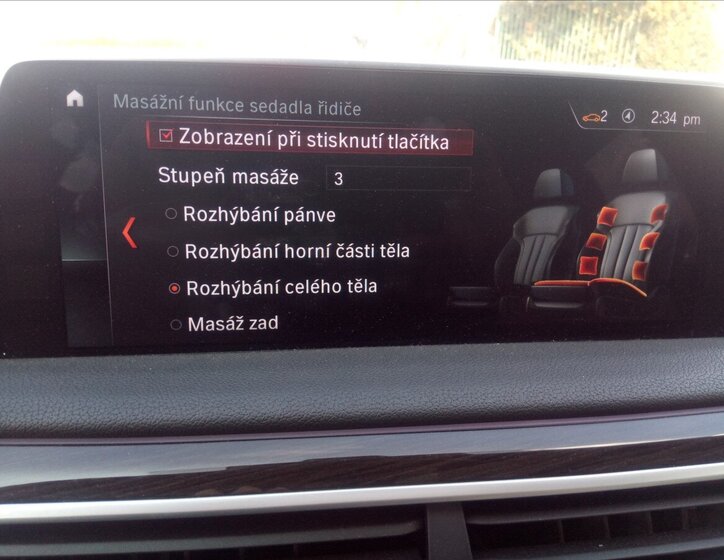 Masážní funkce sedadla řidiče
2
2:34 pm
Zobrazení při stisknutí tlačítka
Stupeň masáže 3
Rozhýbání pánve
Rozhýbání horní části těla
Rozhýbání celého těla
Masáž zad